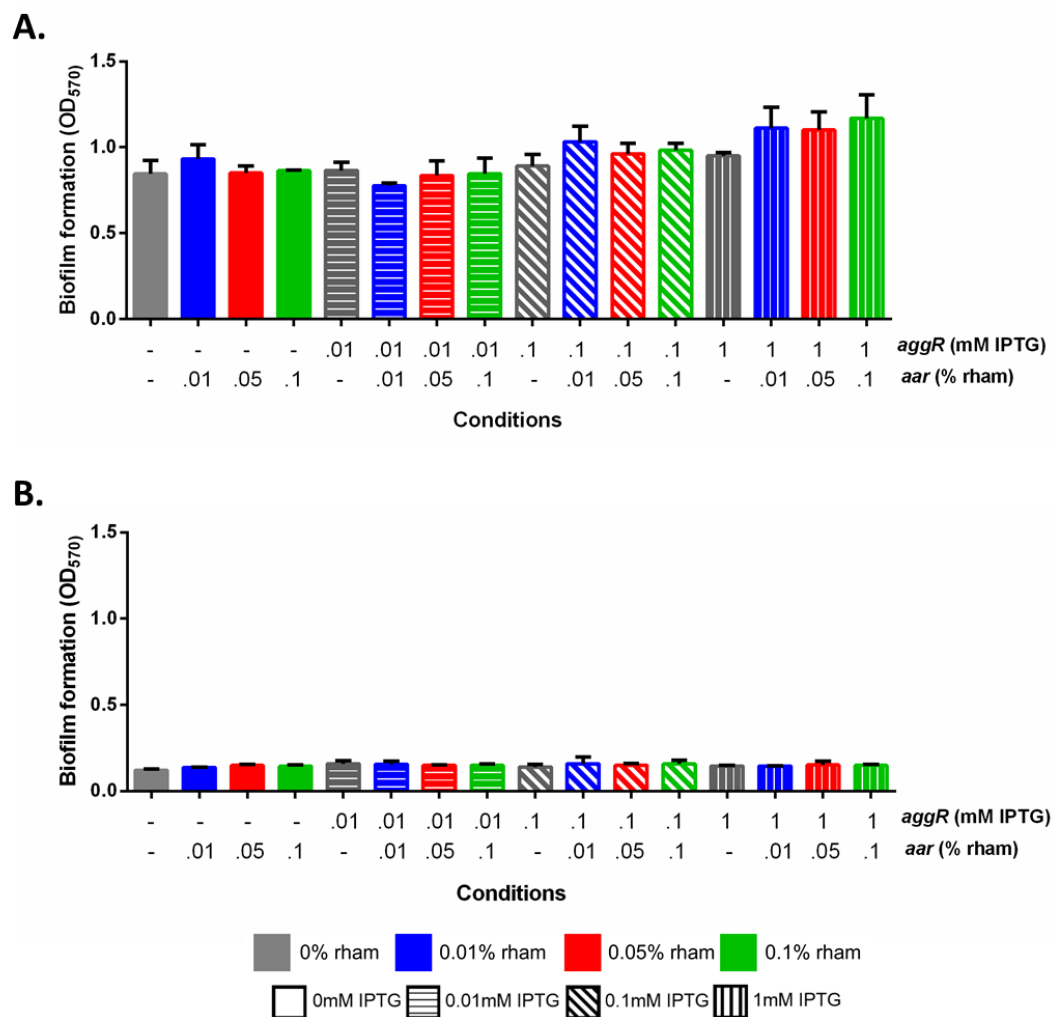 A.
Biofilm formation (OD570)
1.5
1.0
0.5
0.0
- - - - .01 .01 .01 .01 .1 .1 .1 .1 1 1 1 1 aggR (mM IPTG)
- .01 .05 .1 - .01 .05 .1 - .01 .05 .1 - .01 .05 .1 aar (% rham)
Conditions
B.
Biofilm formation (OD570)
1.5
1.0
0.5
0.0
- - - - .01 .01 .01 .01 .1 .1 .1 .1 1 1 1 1 aggR (mM IPTG)
- .01 .05 .1 - .01 .05 .1 - .01 .05 .1 - .01 .05 .1 aar (% rham)
Conditions
0% rham 0.01% rham 0.05% rham 0.1% rham
0mM IPTG 0.01mM IPTG 0.1mM IPTG 1mM IPTG